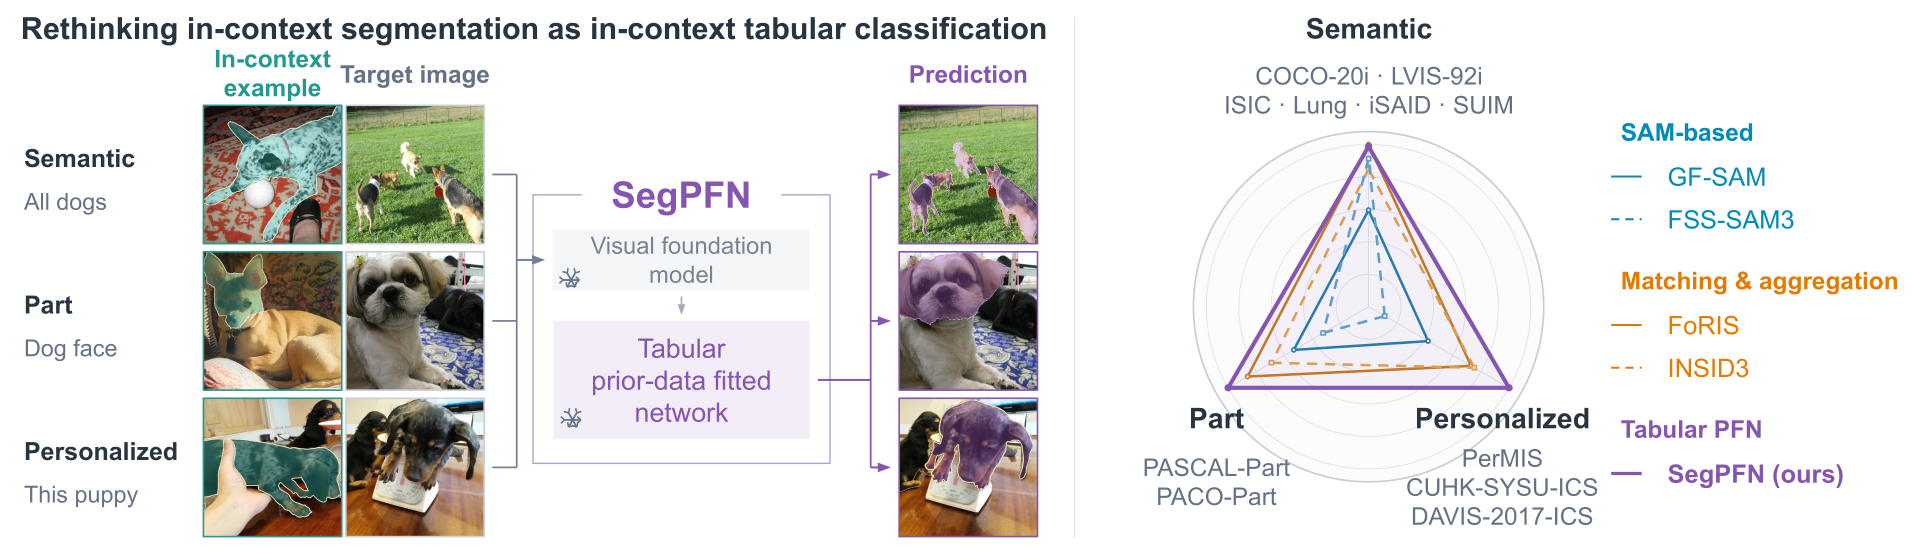 Rethinking in-context segmentation as in-context tabular classification
In-context
example
Target image
Prediction
Semantic
All dogs
Part
Dog face
Personalized
This puppy
SegPFN
Visual foundation
model
Tabular
prior-data fitted
network
Semantic
COCO-20i · LVIS-92i
ISIC · Lung · iSAID · SUIM
Part
PASCAL-Part
PACO-Part
Personalized
PerMIS
CUHK-SYSU-ICS
DAVIS-2017-ICS
SAM-based
GF-SAM
FSS-SAM3
Matching & aggregation
FoRIS
INSID3
Tabular PFN
SegPFN (ours)